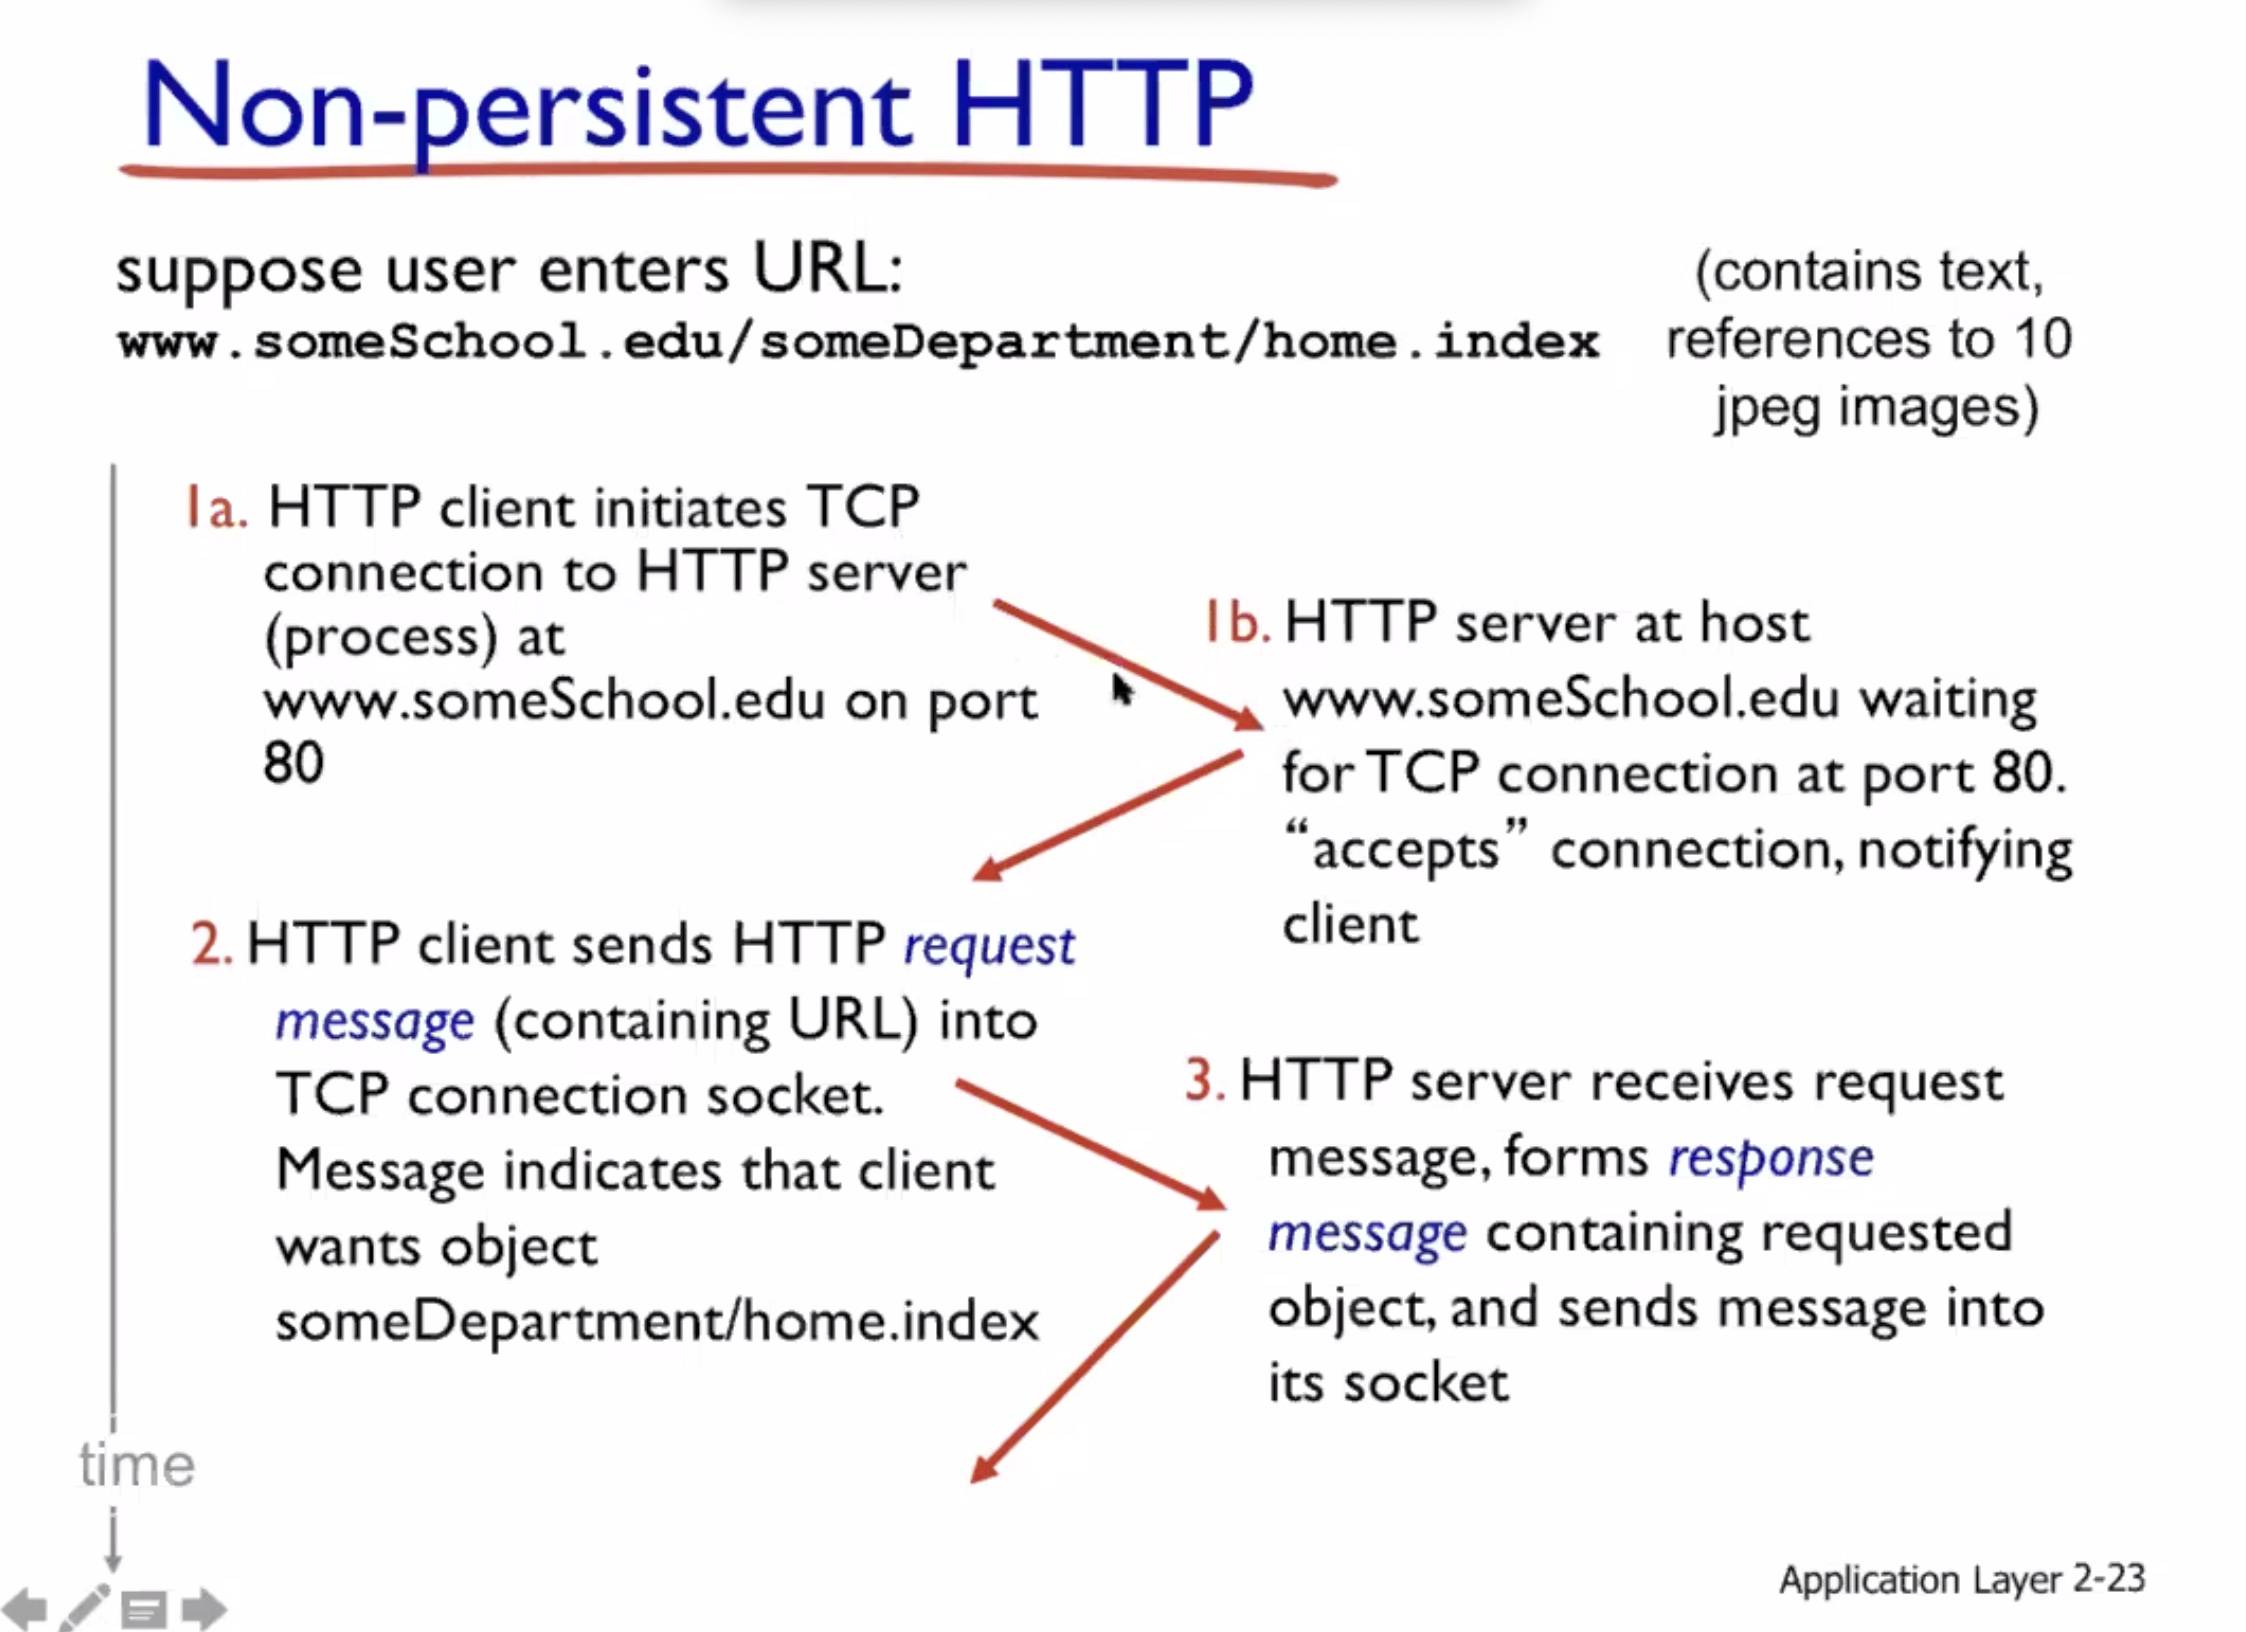 Non-persistent HTTP
suppose user enters URL:
www.someSchool.edu/someDepartment/home.index
(contains text,
references to 10
jpeg images)
1a. HTTP client initiates TCP
connection to HTTP server
(process) at
www.someSchool.edu on port
80
1b. HTTP server at host
www.someSchool.edu waiting
for TCP connection at port 80.
“accepts” connection, notifying
client
2. HTTP client sends HTTP request
message (containing URL) into
TCP connection socket.
Message indicates that client
wants object
someDepartment/home.index
3. HTTP server receives request
message, forms response
message containing requested
object, and sends message into
its socket
time
Application Layer 2-23